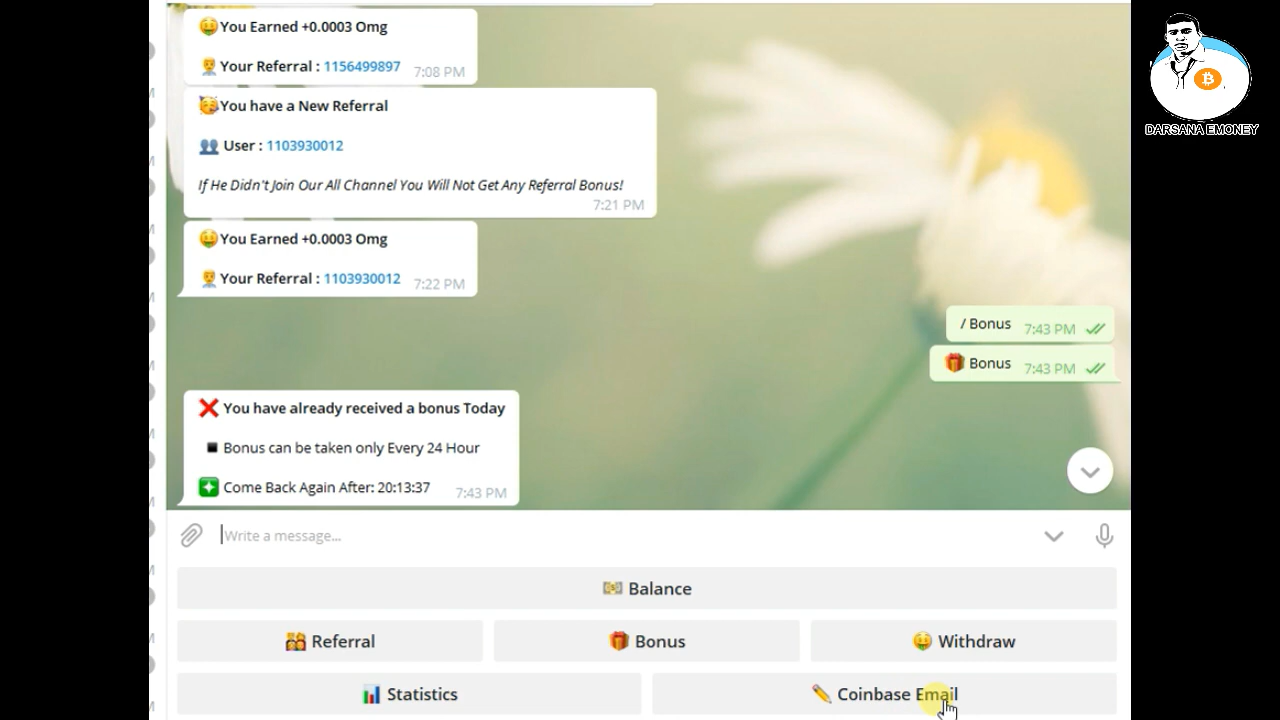 🤑You Earned +0.0003 Omg
👨‍💼Your Referral : 1156499897 7:08 PM
🥳You have a New Referral
👥 User : 1103930012
If He Didn't Join Our All Channel You Will Not Get Any Referral Bonus!
7:21 PM
🤑You Earned +0.0003 Omg
👨‍💼Your Referral : 1103930012 7:22 PM
/ Bonus 7:43 PM
🎁 Bonus 7:43 PM
❌ You have already received a bonus Today
▪️ Bonus can be taken only Every 24 Hour
❇️ Come Back Again After: 20:13:37 7:43 PM
Write a message...
💵 Balance
👭 Referral
🎁 Bonus
🤑 Withdraw
📊 Statistics
✏️ Coinbase Email
DARSANA EMONEY